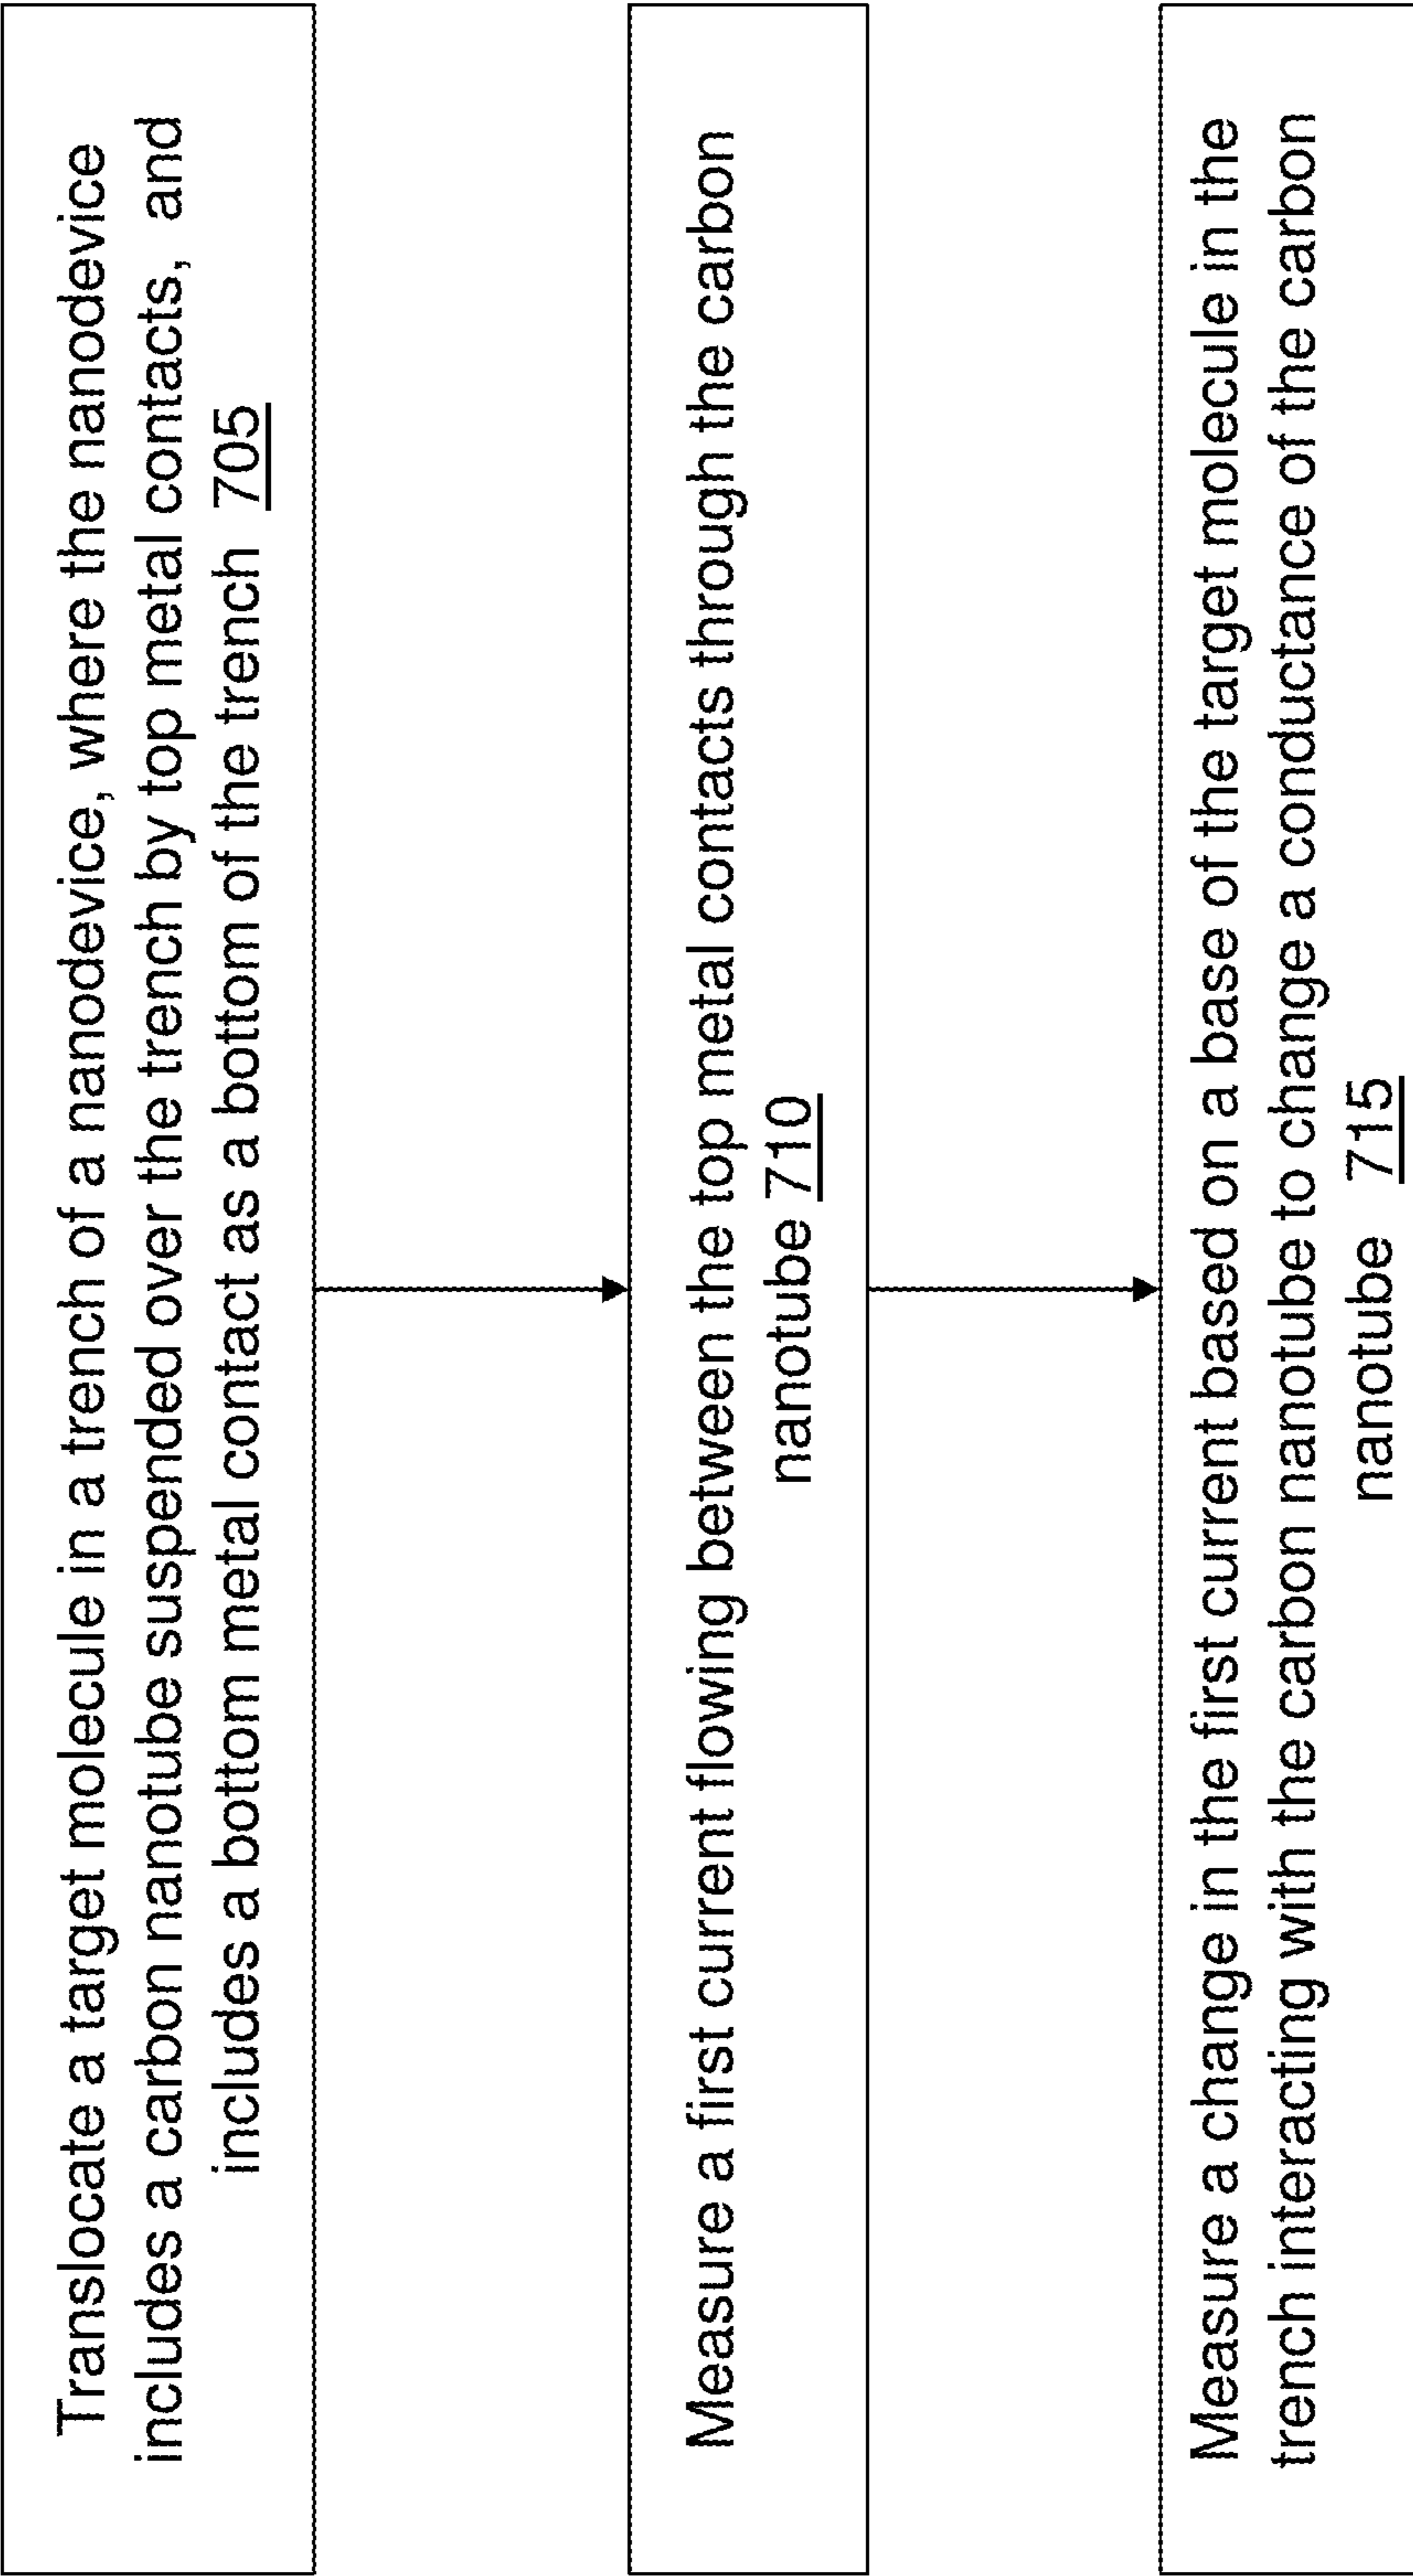 Translocate a target molecule in a trench of a nanodevice, where the nanodevice
includes a carbon nanotube suspended over the trench by top metal contacts, and
includes a bottom metal contact as a bottom of the trench 705
Measure a first current flowing between the top metal contacts through the carbon
nanotube 710
Measure a change in the first current based on a base of the target molecule in the
trench interacting with the carbon nanotube to change a conductance of the carbon
nanotube 715